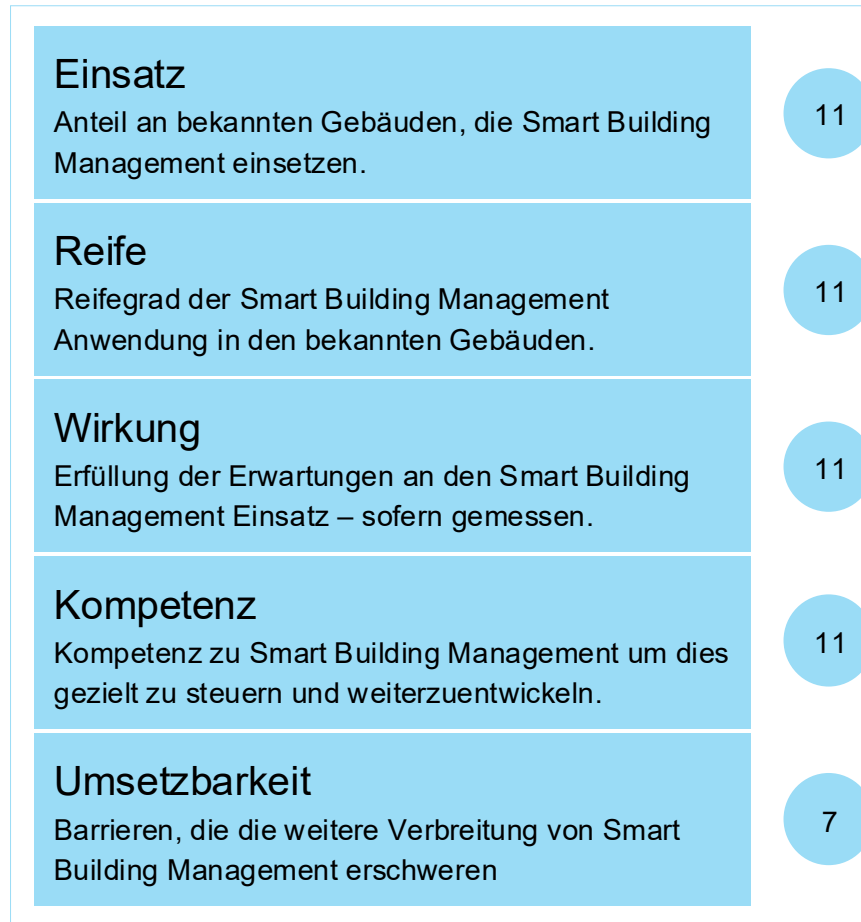 Einsatz
Anteil an bekannten Gebäuden, die Smart Building
Management einsetzen.
11
Reife
Reifegrad der Smart Building Management
Anwendung in den bekannten Gebäuden.
11
Wirkung
Erfüllung der Erwartungen an den Smart Building
Management Einsatz – sofern gemessen.
11
Kompetenz
Kompetenz zu Smart Building Management um dies
gezielt zu steuern und weiterzuentwickeln.
11
Umsetzbarkeit
Barrieren, die die weitere Verbreitung von Smart
Building Management erschweren
7